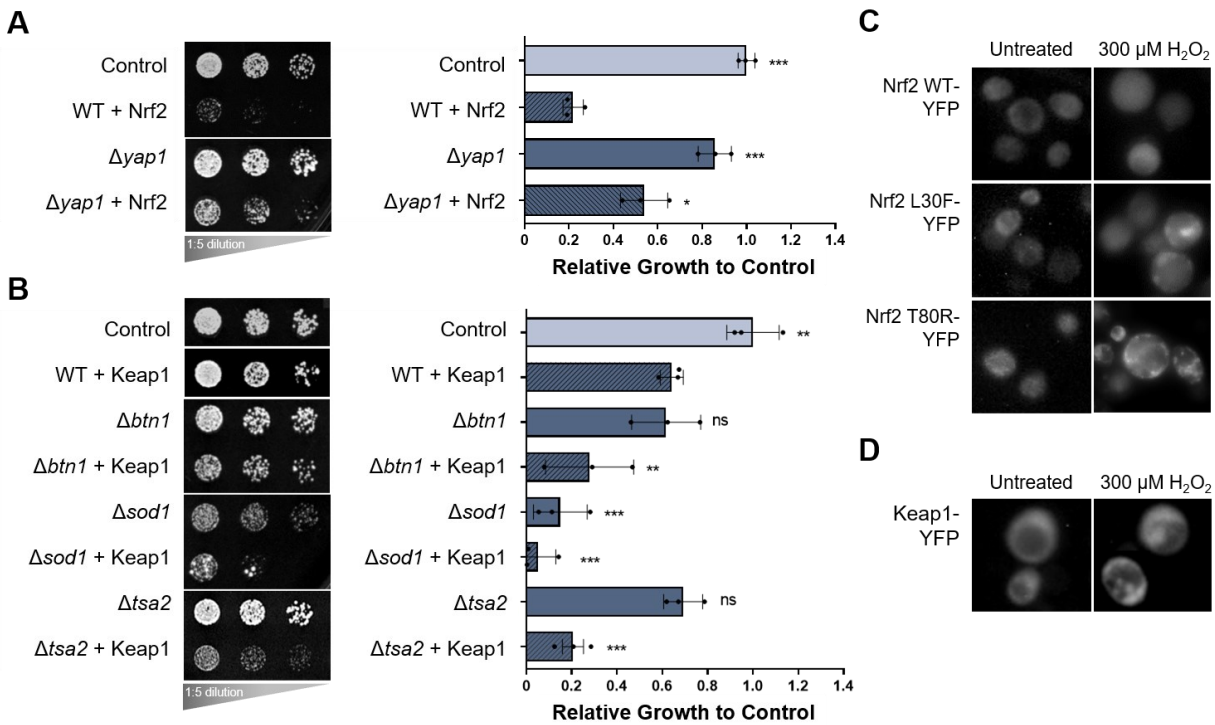 A
Control
WT + Nrf2
Δyap1
Δyap1 + Nrf2
1:5 dilution
Control
WT + Nrf2
Δyap1
Δyap1 + Nrf2
***
***
*
0 0.2 0.4 0.6 0.8 1.0 1.2 1.4
Relative Growth to Control
B
Control
WT + Keap1
Δbtn1
Δbtn1 + Keap1
Δsod1
Δsod1 + Keap1
Δtsa2
Δtsa2 + Keap1
1:5 dilution
Control
WT + Keap1
Δbtn1
Δbtn1 + Keap1
Δsod1
Δsod1 + Keap1
Δtsa2
Δtsa2 + Keap1
**
ns
**
***
***
ns
***
0 0.2 0.4 0.6 0.8 1.0 1.2 1.4
Relative Growth to Control
C
Untreated 300 µM H₂O₂
Nrf2 WT-
YFP
Nrf2 L30F-
YFP
Nrf2 T80R-
YFP
D
Untreated 300 µM H₂O₂
Keap1-
YFP